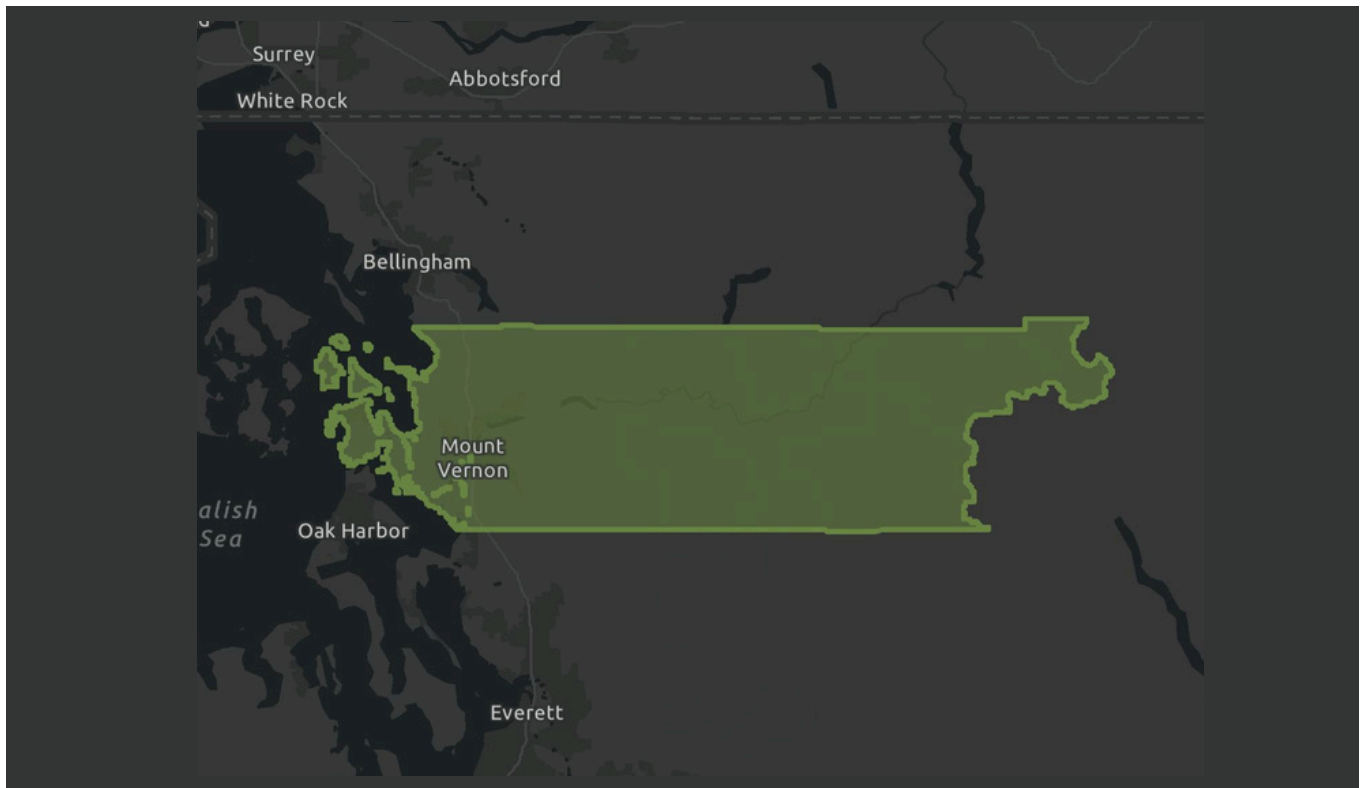 Surrey
Abbotsford
White Rock
Bellingham
Mount
Vernon
alish
Sea
Oak Harbor
Everett